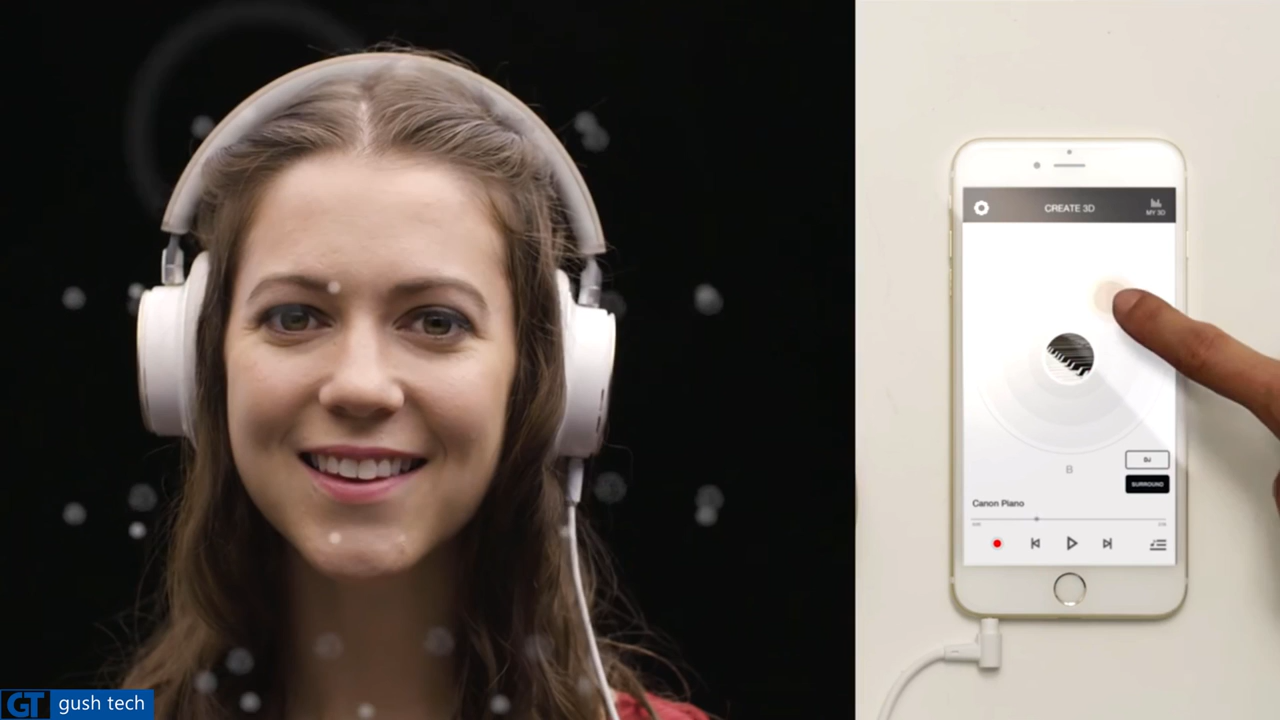 CREATE 3D
MY 3D
B
DJ
SURROUND
Canon Piano
GT gush tech